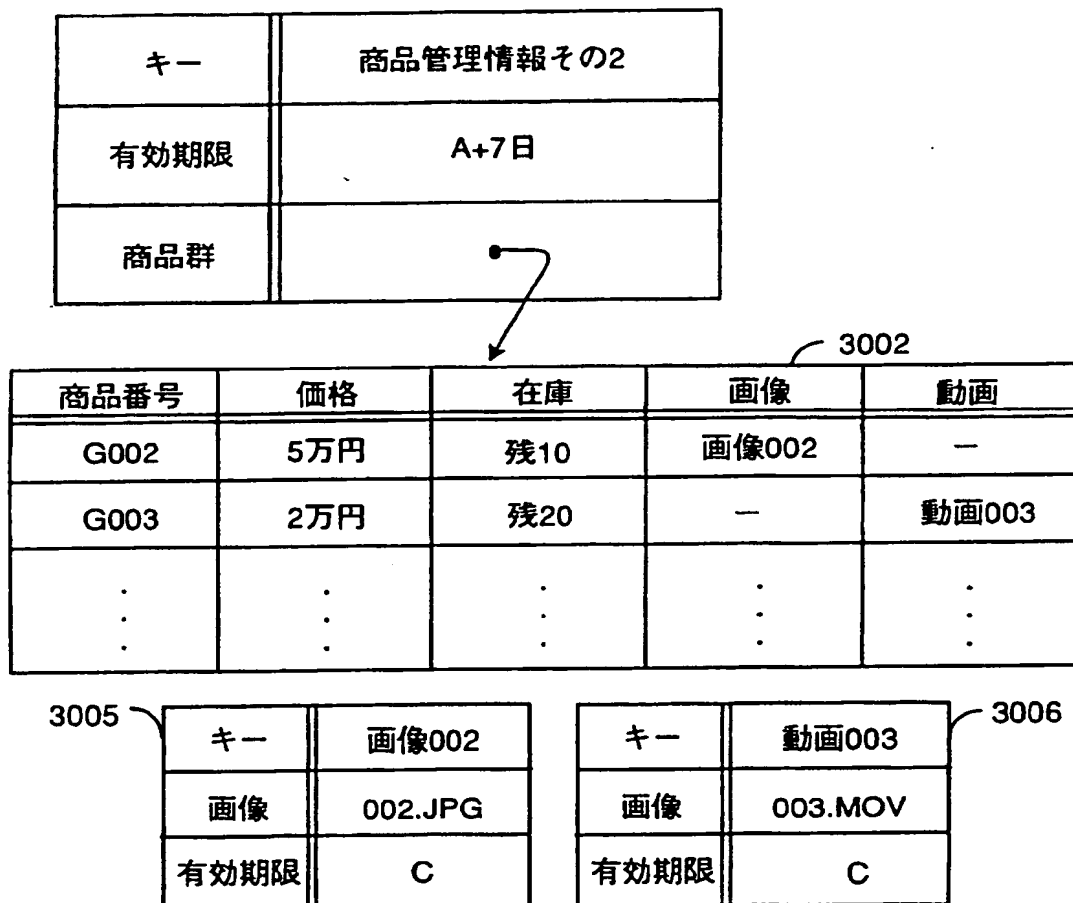 キー 商品管理情報その2
有効期限 A+7日
商品群
3002
商品番号 価格 在庫 画像 動画
G002 5万円 残10 画像002 ー
G003 2万円 残20 ー 動画003
3005
キー 画像002
画像 002.JPG
有効期限 C
3006
キー 動画003
画像 003.MOV
有効期限 C